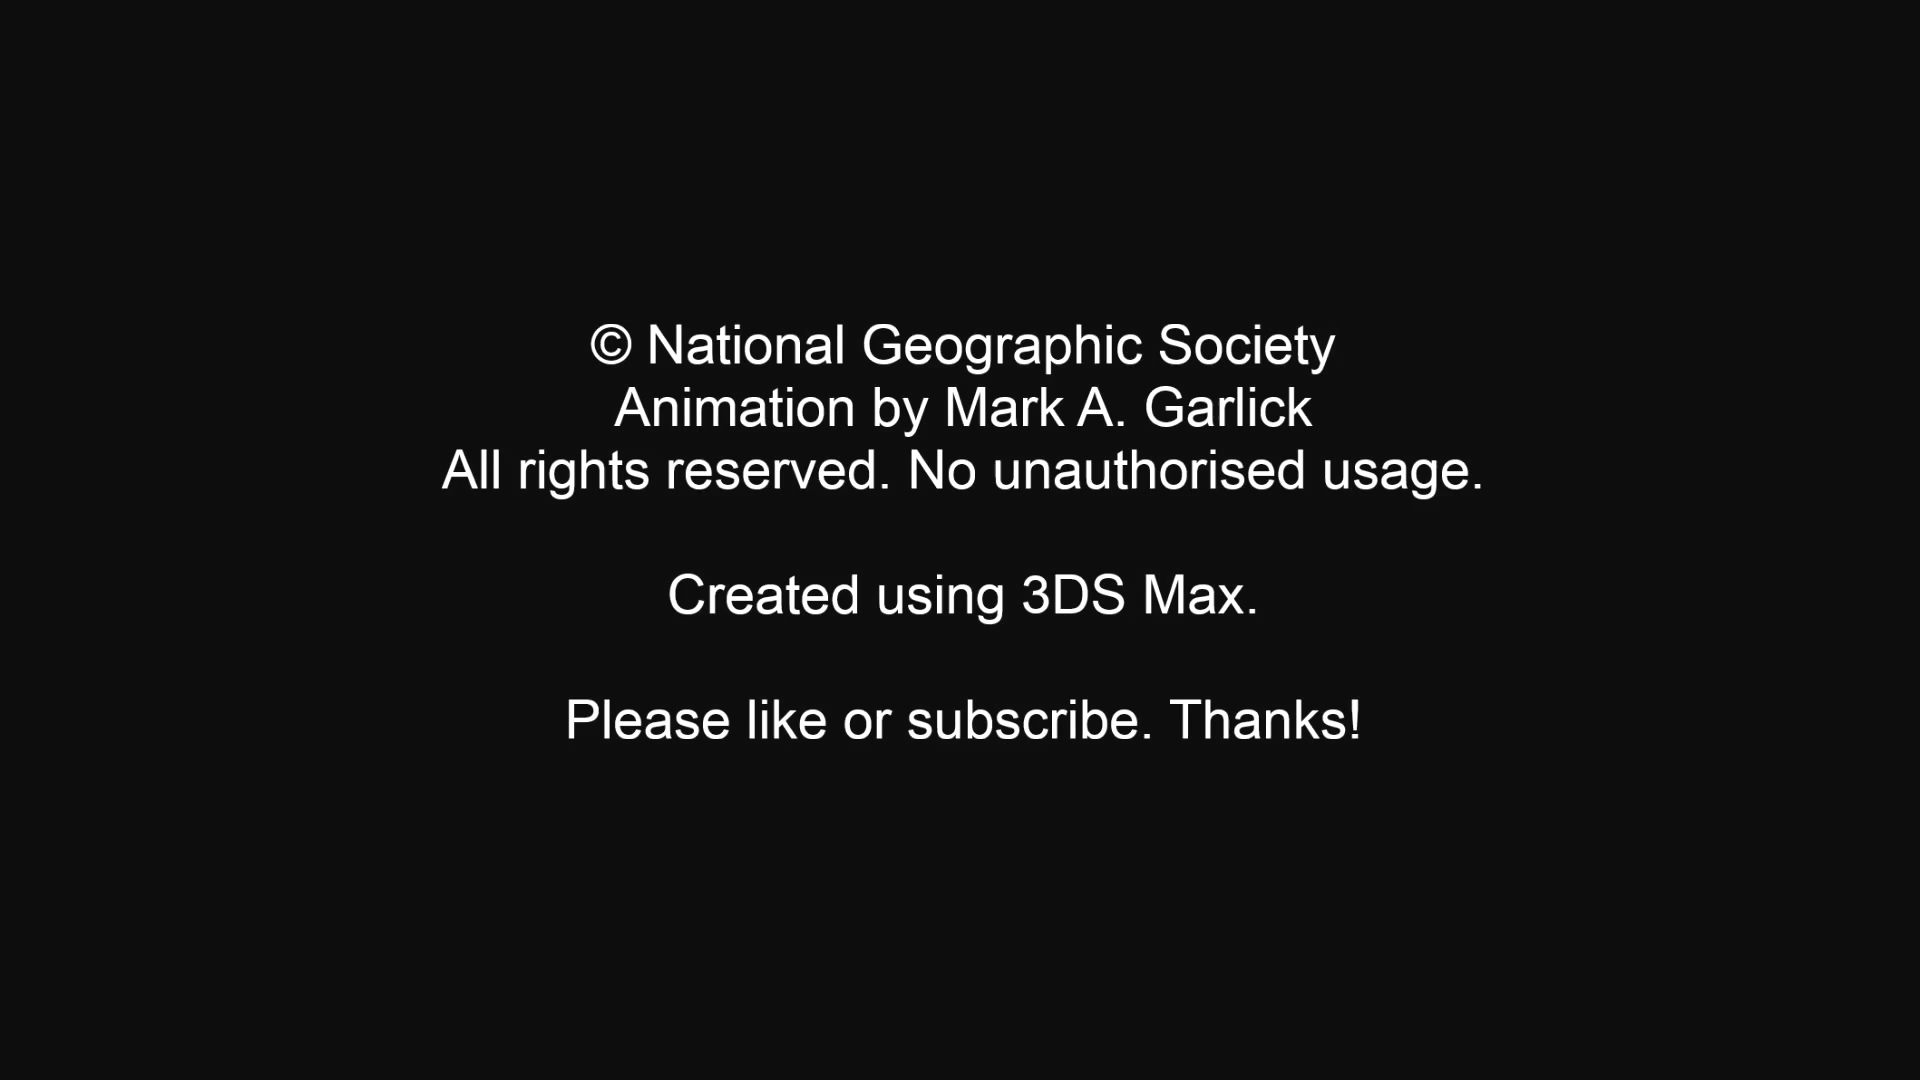 © National Geographic Society
Animation by Mark A. Garlick
All rights reserved. No unauthorised usage.
Created using 3DS Max.
Please like or subscribe. Thanks!